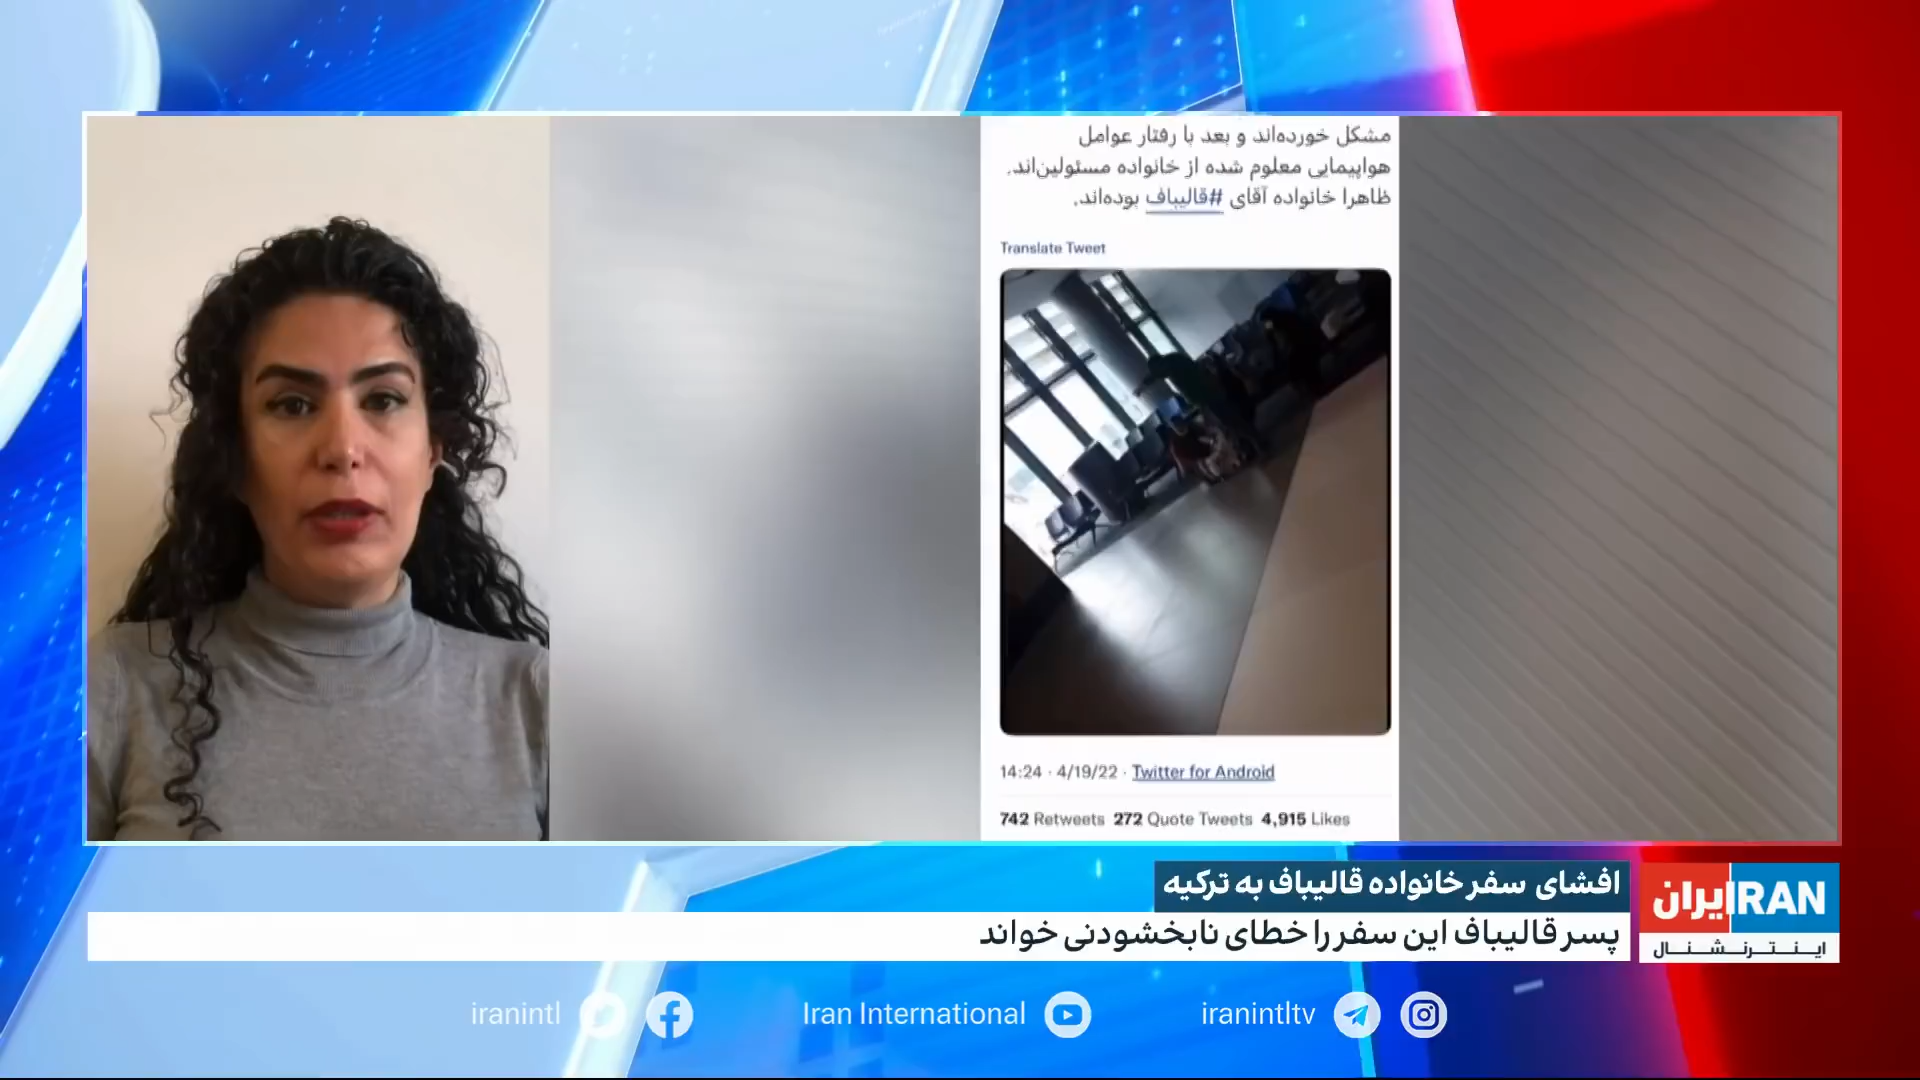 مشکل خورده‌اند و بعد با رفتار عوامل
هواپیمایی معلوم شده از خانواده مسئولین‌اند.
ظاهرا خانواده آقای #قالیباف بوده‌اند.
Translate Tweet
14:24 · 4/19/22 · Twitter for Android
742 Retweets 272 Quote Tweets 4,915 Likes
افشای سفر خانواده قالیباف به ترکیه
پسر قالیباف این سفر را خطای نابخشودنی خواند
ایران IRAN
اینترنشنال
iranintl
Iran International
iranintltv